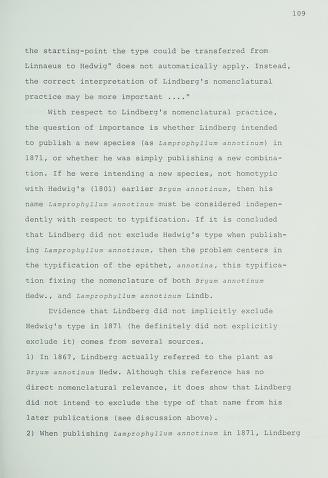 109
the starting-point the type could be transferred from
Linnaeus to Hedwig" does not automatically apply. Instead,
the correct interpretation of Lindberg's nomenclatural
practice may be more important ...."
With respect to Lindberg's nomenclatural practice,
the question of importance is whether Lindberg intended
to publish a new species (as Lamprophyllum annotinum) in
1871, or whether he was simply publishing a new combina-
tion. If he were intending a new species, not homotypic
with Hedwig's (1801) earlier Bryum annotinum, then his
name Lamprophyllum annotinum must be considered indepen-
dently with respect to typification. If it is concluded
that Lindberg did not exclude Hedwig's type when publish-
ing Lamprophyllum annotinum, then the problem centers in
the typification of the epithet, annotina, this typifica-
tion fixing the nomenclature of both Bryum annotinum
Hedw., and Lamprophyllum annotinum Lindb.
Evidence that Lindberg did not implicitly exclude
Hedwig's type in 1871 (he definitely did not explicitly
exclude it) comes from several sources.
1) In 1867, Lindberg actually referred to the plant as
Bryum annotinum Hedw. Although this reference has no
direct nomenclatural relevance, it does show that Lindberg
did not intend to exclude the type of that name from his
later publications (see discussion above).
2) When publishing Lamprophyllum annotinum in 1871, Lindberg